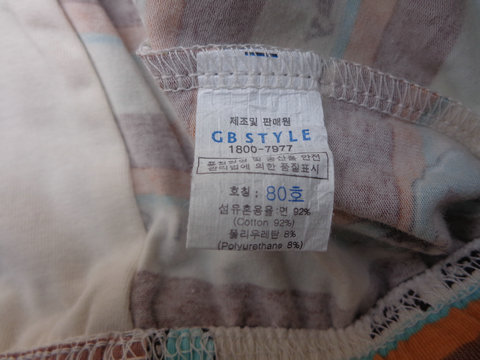 제조및 판매원
GB STYLE
1800-7977
품질경영 및 공산품 안전
관리법에 의한 품질표시
호칭 : 80호
섬유혼용율 : 면 92%
(Cotton 92%)
폴리우레탄 8%
(Polyurethane 8%)